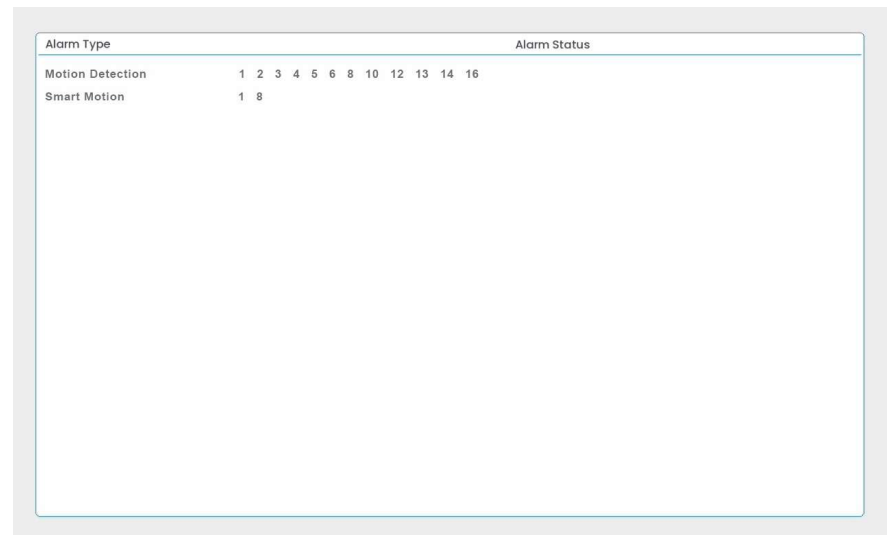 Alarm Type Alarm Status
Motion Detection 1 2 3 4 5 6 8 10 12 13 14 16
Smart Motion 1 8